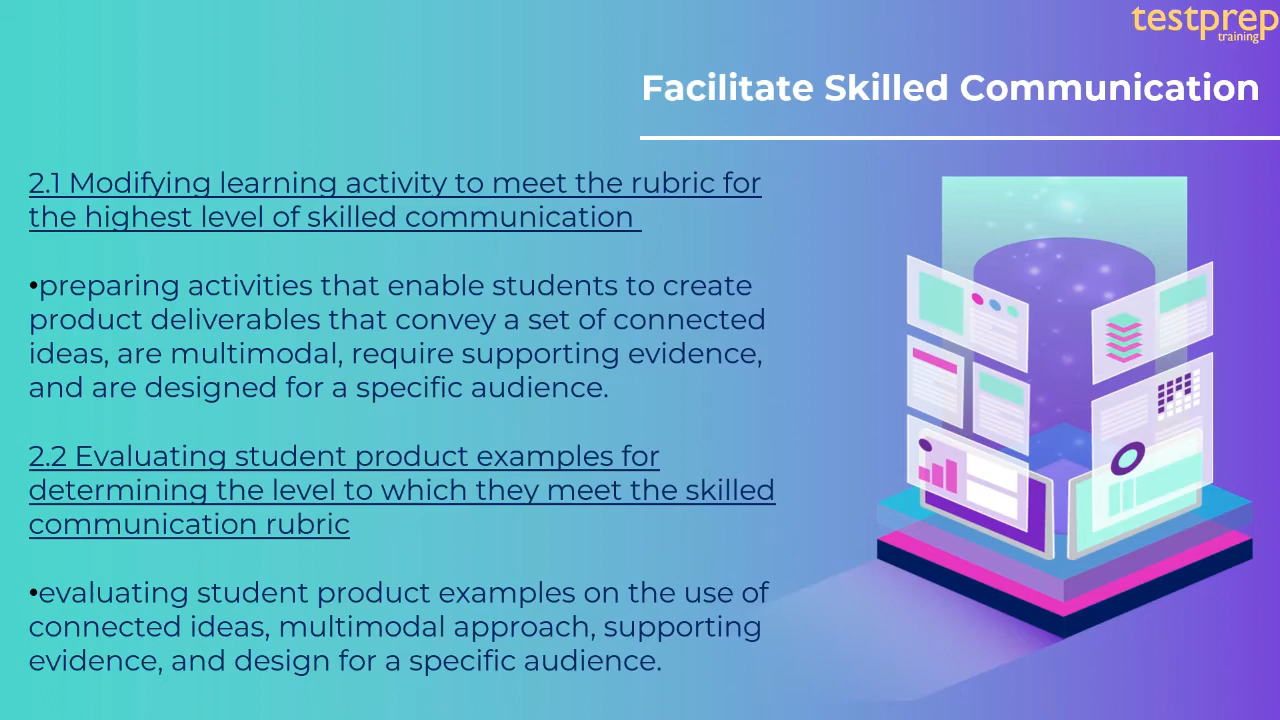 testprep
training
Facilitate Skilled Communication
2.1 Modifying learning activity to meet the rubric for
the highest level of skilled communication
•preparing activities that enable students to create
product deliverables that convey a set of connected
ideas, are multimodal, require supporting evidence,
and are designed for a specific audience.
2.2 Evaluating student product examples for
determining the level to which they meet the skilled
communication rubric
•evaluating student product examples on the use of
connected ideas, multimodal approach, supporting
evidence, and design for a specific audience.